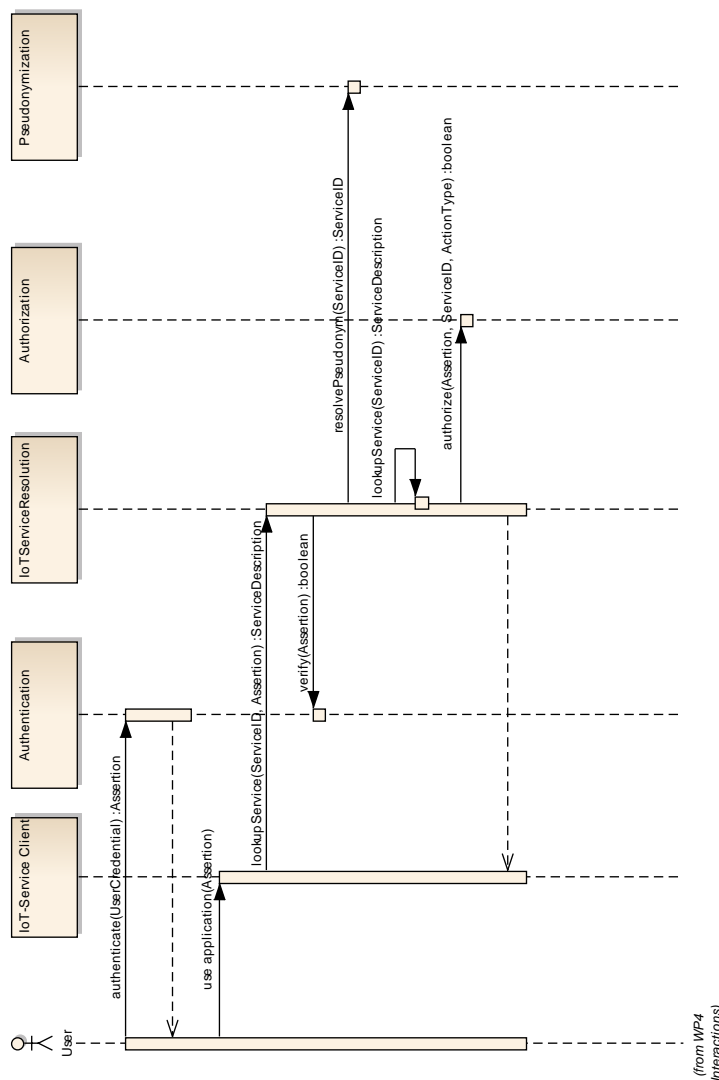 User
(from WP4
Interactions)
IoT-Service Client
Authentication
IoTServiceResolution
Authorization
Pseudonymization
authenticate(UserCredential) :Assertion
use application(Assertion)
lookupService(ServiceID, Assertion) :ServiceDescription
verify(Assertion) :boolean
resolvePseudonym(ServiceID) :ServiceID
lookupService(ServiceID) :ServiceDescription
authorize(Assertion, ServiceID, ActionType) :boolean